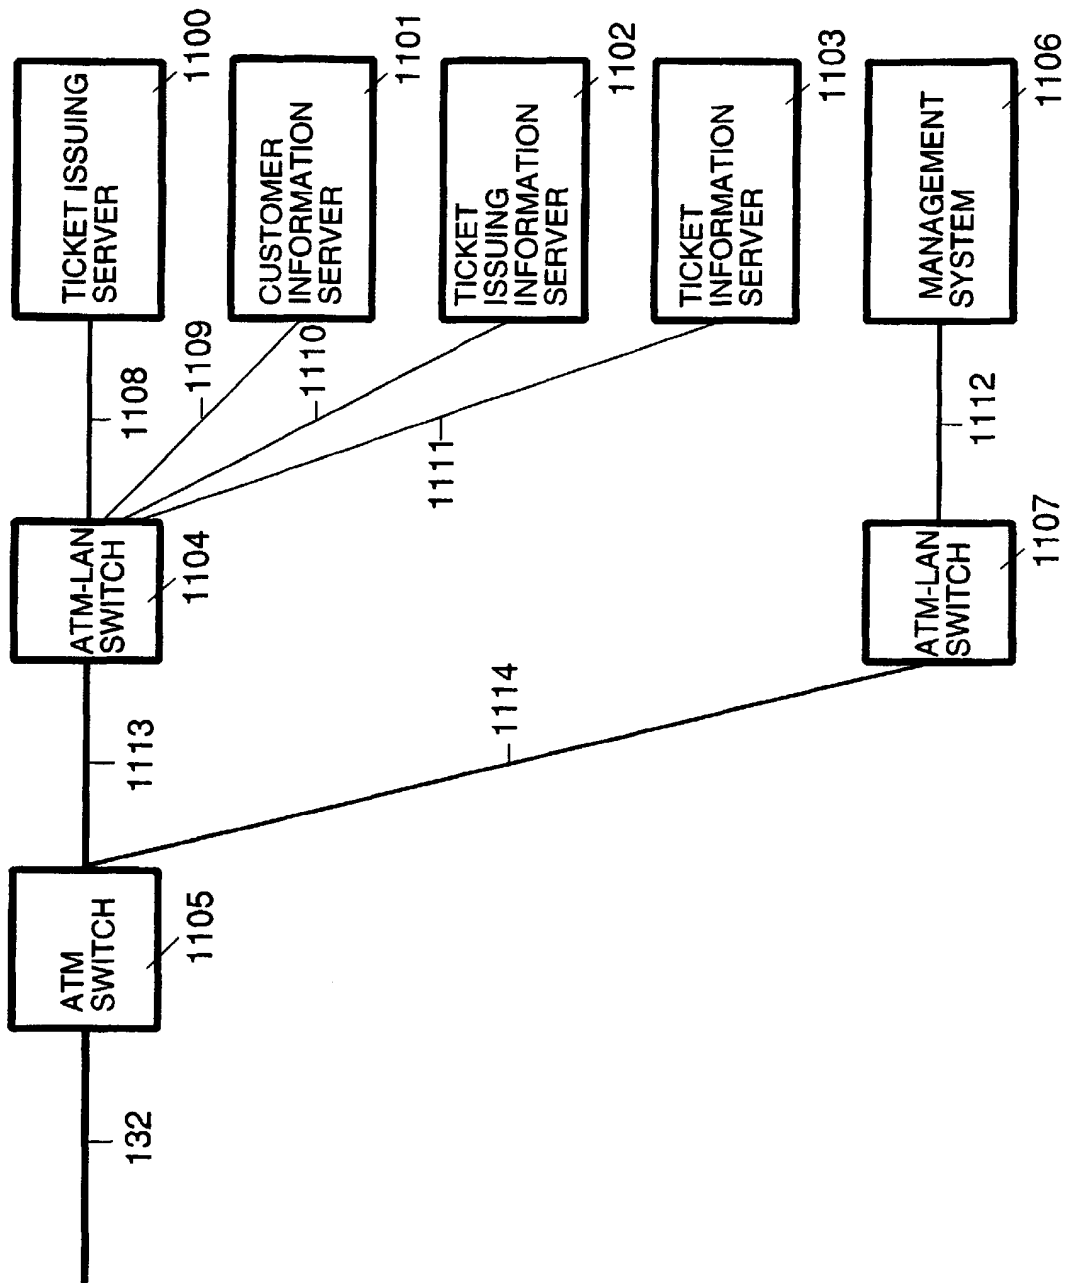 TICKET ISSUING
SERVER
1100
CUSTOMER
INFORMATION
SERVER
1101
TICKET
ISSUING
INFORMATION
SERVER
1102
TICKET
INFORMATION
SERVER
1103
MANAGEMENT
SYSTEM
1106
1108
1109
1110
1111
1112
ATM-LAN
SWITCH
1104
ATM-LAN
SWITCH
1107
1113
1114
ATM
SWITCH
1105
132